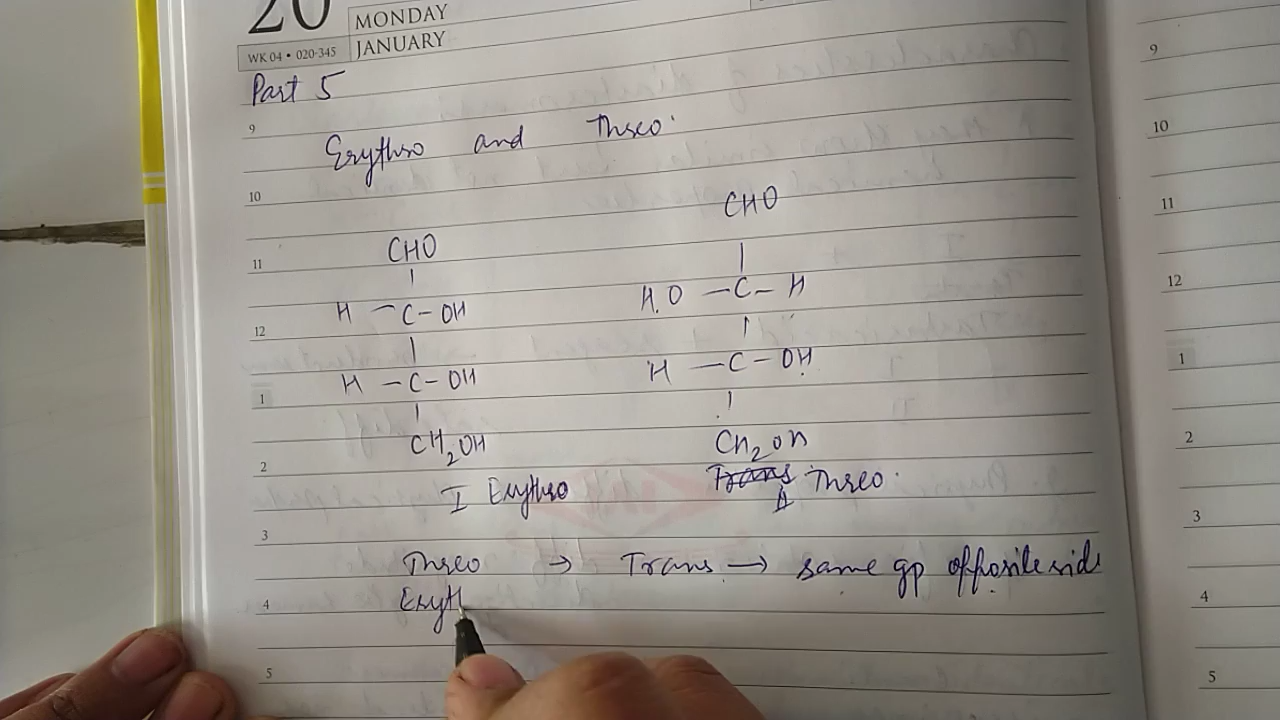 20
MONDAY
JANUARY
WK 04 • 020-345
Part 5
9
Erythro and Threo
10
CHO
CHO
11
H - C - OH
HO - C - H
12
H - C - OH
H - C - OH
1
CH2OH
CH2OH
2
I Erythro
Trans Threo
II
3
Threo → Trans → same gp opposite side
Eryth
4
5
9
10
11
12
1
2
3
4
5